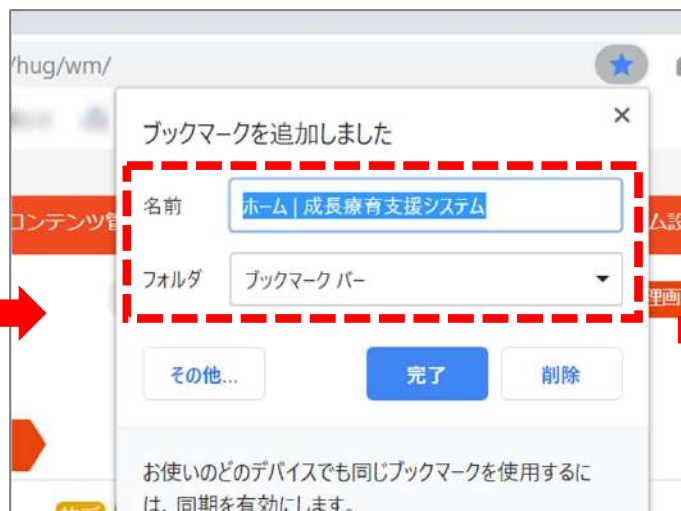 /hug/wm/
ブックマークを追加しました
名前
ホーム | 成長療育支援システム
コンテンツ管
ム設
フォルダ
ブックマーク バー
理画
その他...
完了
削除
お使いのどのデバイスでも同じブックマークを使用するに
は、同期を有効にします。